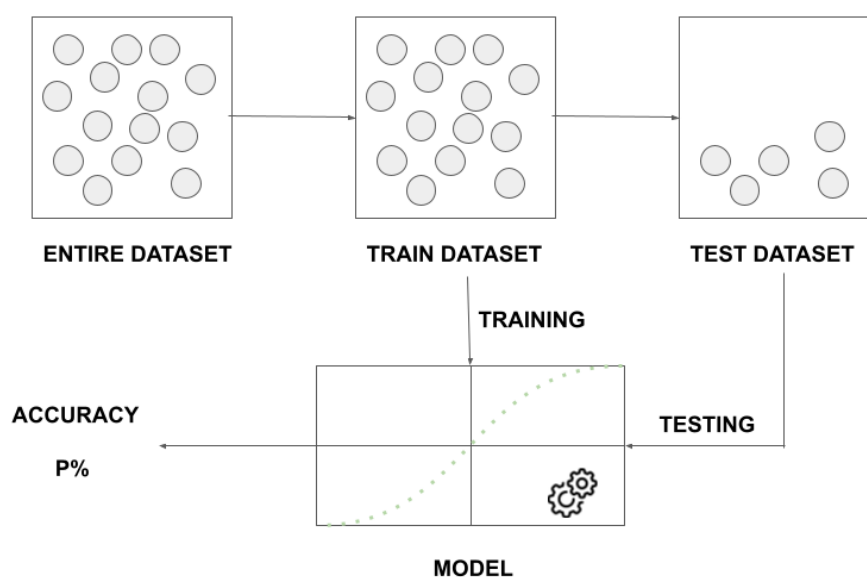 ENTIRE DATASET
TRAIN DATASET
TEST DATASET
TRAINING
ACCURACY
P%
TESTING
MODEL